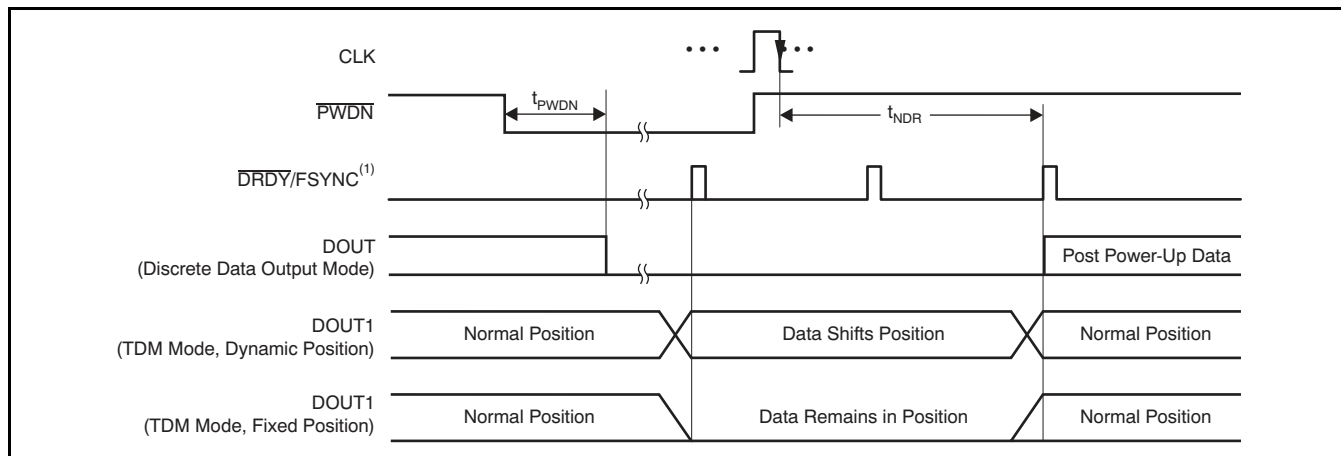 CLK
PWDN
tPWDN
tNDR
DRDY/FSYNC(1)
DOUT
(Discrete Data Output Mode)
Post Power-Up Data
DOUT1
(TDM Mode, Dynamic Position)
Normal Position
Data Shifts Position
Normal Position
DOUT1
(TDM Mode, Fixed Position)
Normal Position
Data Remains in Position
Normal Position